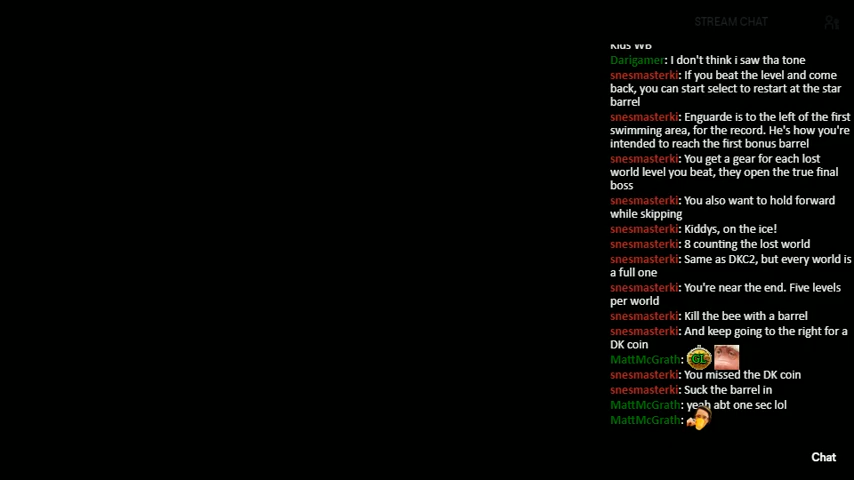 STREAM CHAT
Kids WB
Darigamer: I don't think i saw tha tone
snesmasterki: If you beat the level and come
back, you can start select to restart at the star
barrel
snesmasterki: Enguarde is to the left of the first
swimming area, for the record. He's how you're
intended to reach the first bonus barrel
snesmasterki: You get a gear for each lost
world level you beat, they open the true final
boss
snesmasterki: You also want to hold forward
while skipping
snesmasterki: Kiddys, on the ice!
snesmasterki: 8 counting the lost world
snesmasterki: Same as DKC2, but every world is
a full one
snesmasterki: You're near the end. Five levels
per world
snesmasterki: Kill the bee with a barrel
snesmasterki: And keep going to the right for a
DK coin
MattMcGrath: GL
snesmasterki: You missed the DK coin
snesmasterki: Suck the barrel in
MattMcGrath: yeah abt one sec lol
MattMcGrath:
Chat